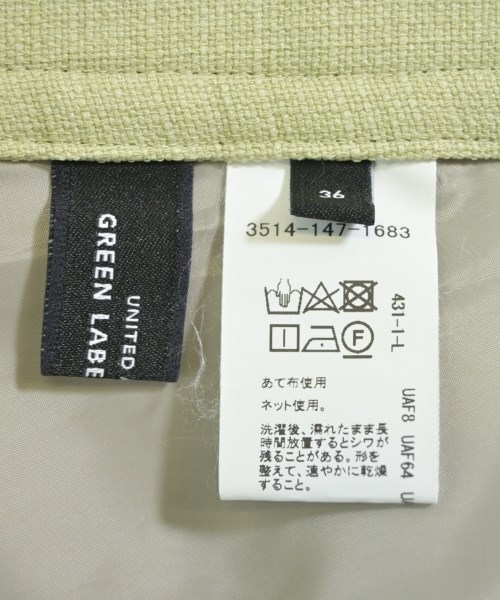 UNITED
GREEN LABE
36
3514-147-1683
431-1-L
あて布使用
ネット使用。
洗濯後、濡れたまま長
時間放置するとシワが
残ることがある。形を
整えて、速やかに乾燥
すること。
UAF8 UAF64